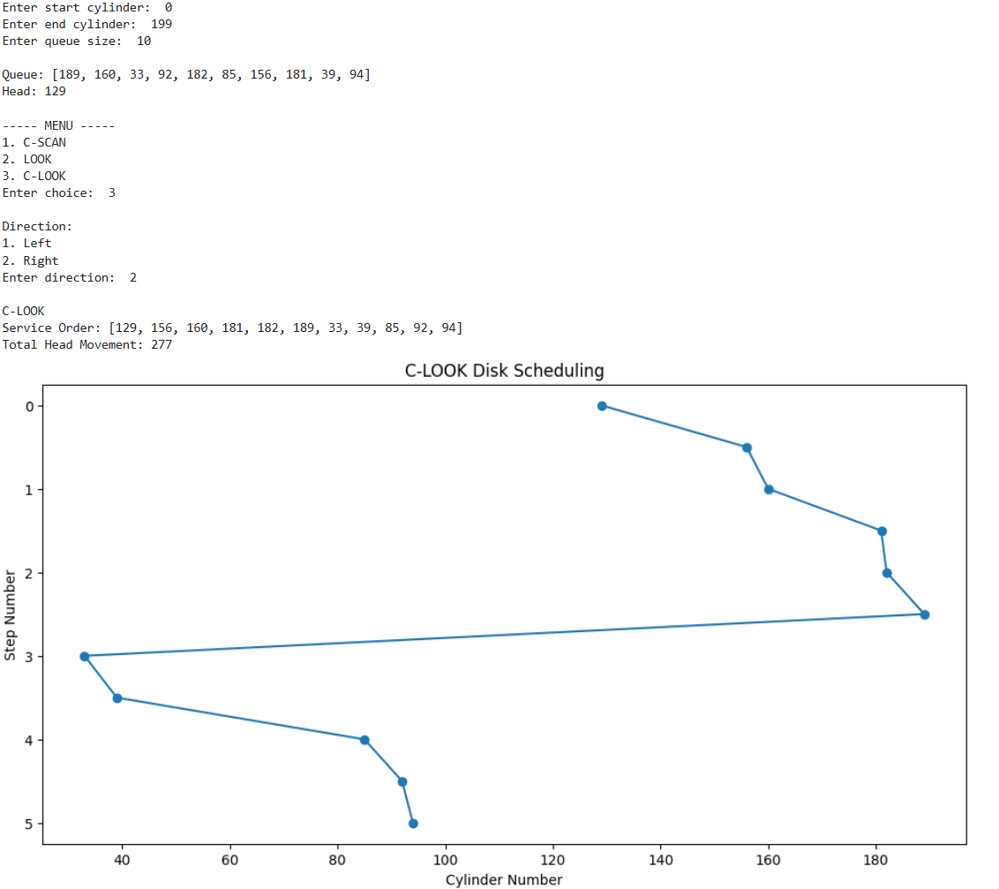 Enter start cylinder:  0
Enter end cylinder:  199
Enter queue size:  10
Queue: [189, 160, 33, 92, 182, 85, 156, 181, 39, 94]
Head: 129
----- MENU -----
1. C-SCAN
2. LOOK
3. C-LOOK
Enter choice:  3
Direction:
1. Left
2. Right
Enter direction:  2
C-LOOK
Service Order: [129, 156, 160, 181, 182, 189, 33, 39, 85, 92, 94]
Total Head Movement: 277
C-LOOK Disk Scheduling
Step Number
0
1
2
3
4
5
40 60 80 100 120 140 160 180
Cylinder Number